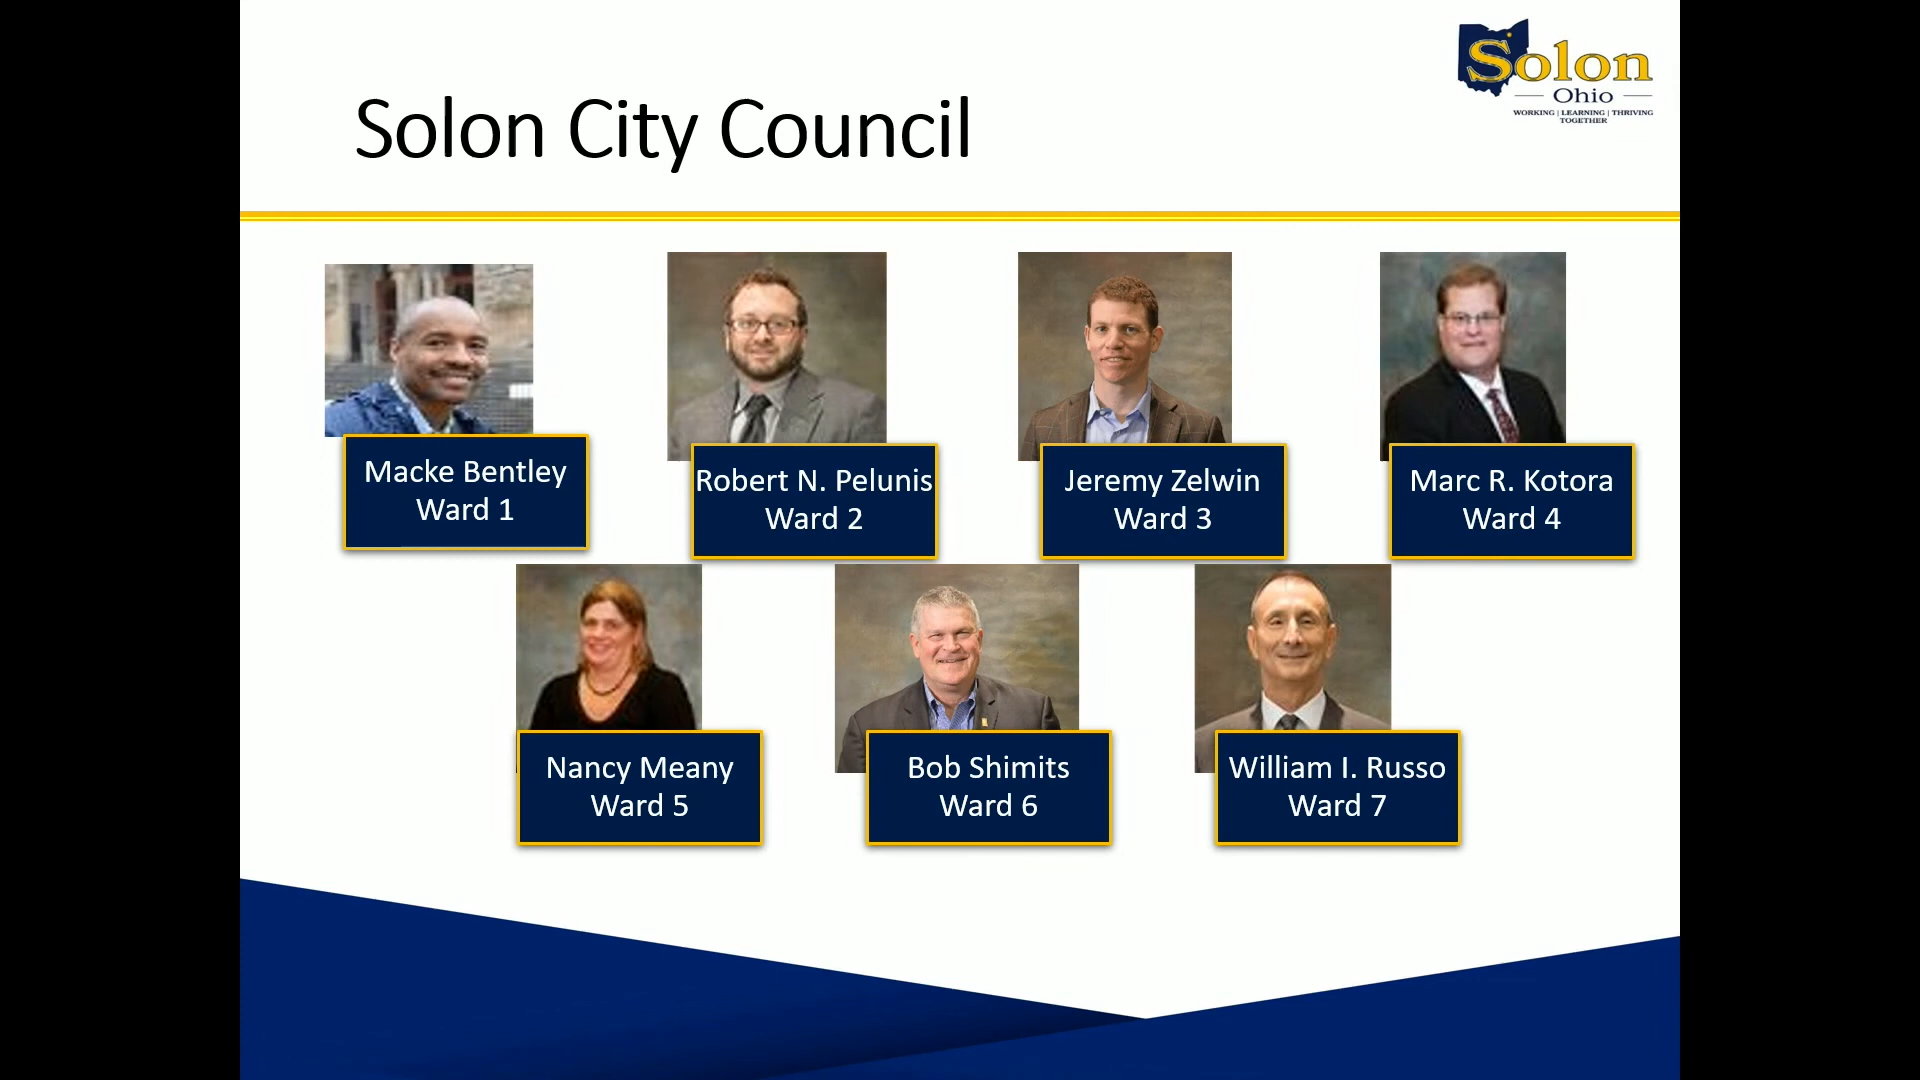 Solon
Ohio
WORKING | LEARNING | THRIVING
TOGETHER
Solon City Council
Macke Bentley
Ward 1
Robert N. Pelunis
Ward 2
Jeremy Zelwin
Ward 3
Marc R. Kotora
Ward 4
Nancy Meany
Ward 5
Bob Shimits
Ward 6
William I. Russo
Ward 7